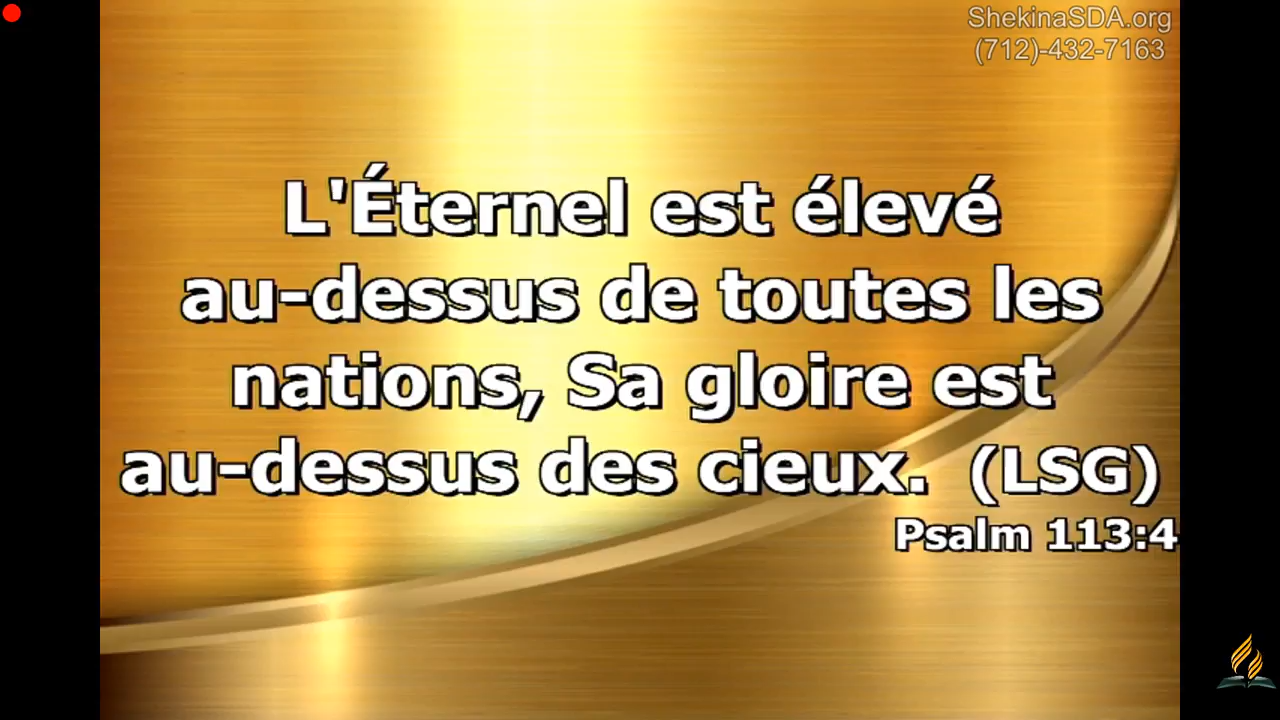 ShekinaSDA.org
(712)-432-7163
L'Éternel est élevé
au-dessus de toutes les
nations, Sa gloire est
au-dessus des cieux. (LSG)
Psalm 113:4